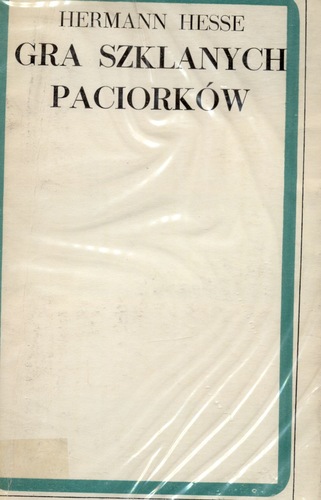 HERMANN HESSE
GRA SZKLANYCH
PACIORKÓW